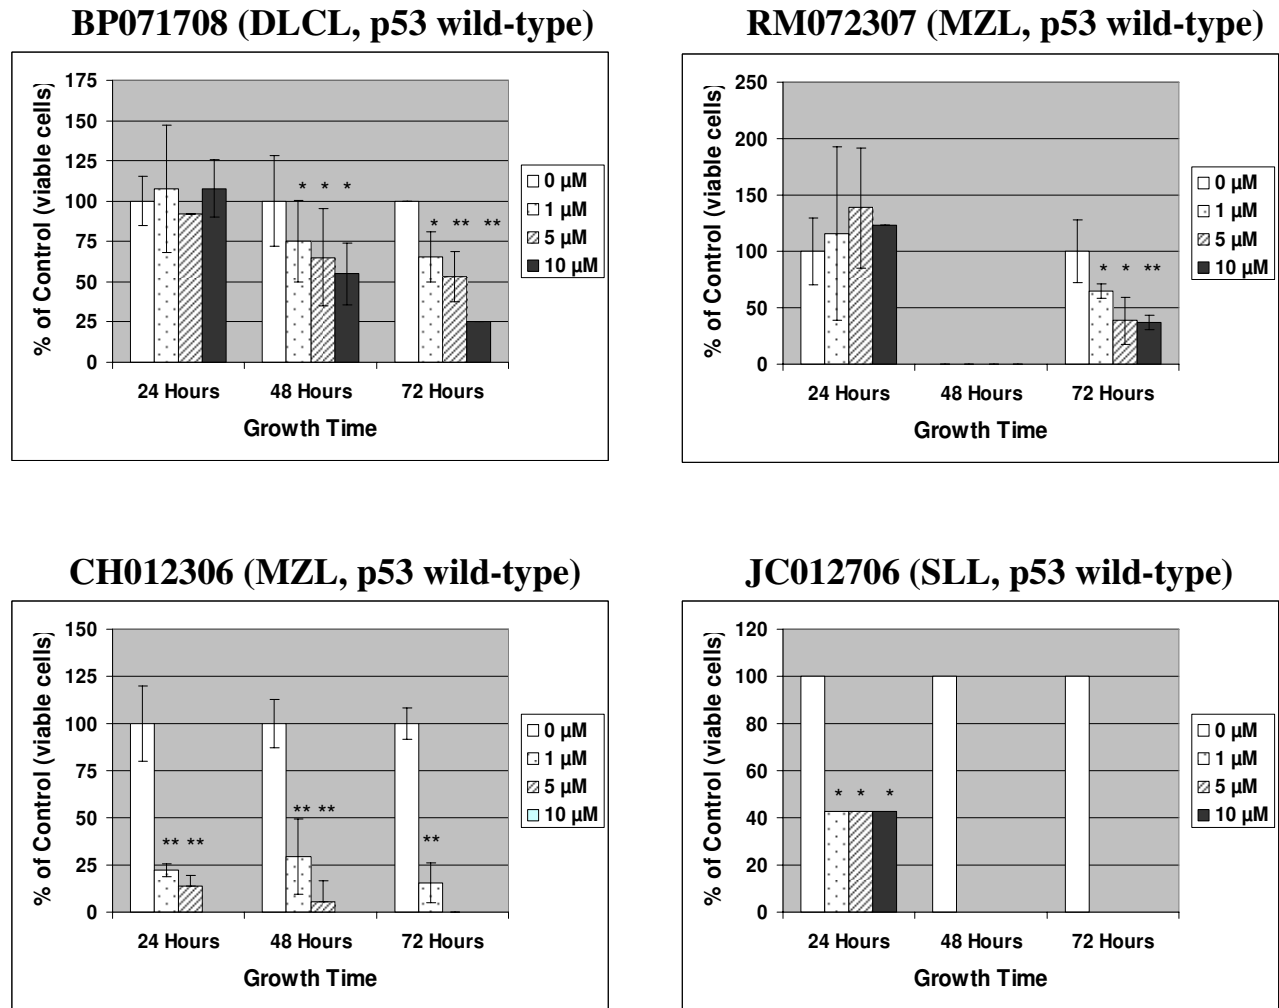 BP071708 (DLCL, p53 wild-type)
% of Control (viable cells)
175
150
125
100
75
50
25
0
* * *
* ** **
24 Hours 48 Hours 72 Hours
Growth Time
0 µM
1 µM
5 µM
10 µM
RM072307 (MZL, p53 wild-type)
% of Control (viable cells)
250
200
150
100
50
0
* * **
24 Hours 48 Hours 72 Hours
Growth Time
0 µM
1 µM
5 µM
10 µM
CH012306 (MZL, p53 wild-type)
% of Control (viable cells)
150
125
100
75
50
25
0
** **
** **
**
24 Hours 48 Hours 72 Hours
Growth Time
0 µM
1 µM
5 µM
10 µM
JC012706 (SLL, p53 wild-type)
% of Control (viable cells)
120
100
80
60
40
20
0
* * *
24 Hours 48 Hours 72 Hours
Growth Time
0 µM
1 µM
5 µM
10 µM